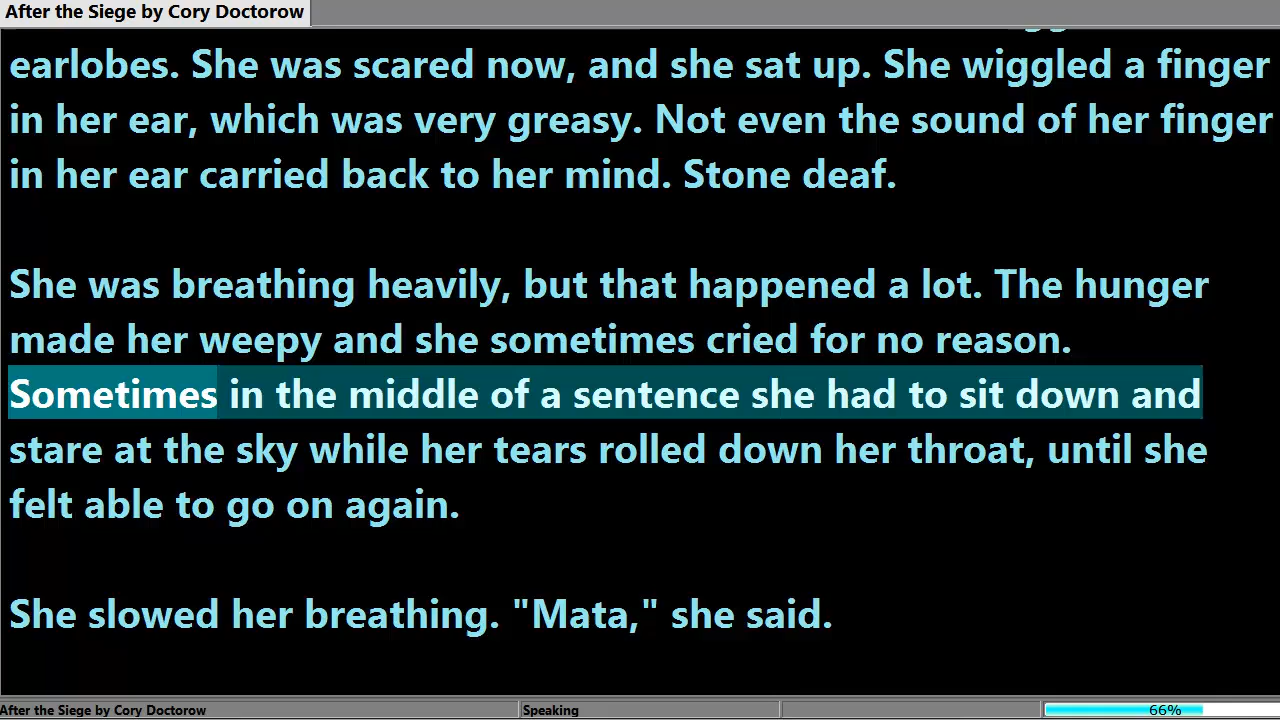 After the Siege by Cory Doctorow
earlobes. She was scared now, and she sat up. She wiggled a finger
in her ear, which was very greasy. Not even the sound of her finger
in her ear carried back to her mind. Stone deaf.
She was breathing heavily, but that happened a lot. The hunger
made her weepy and she sometimes cried for no reason.
Sometimes in the middle of a sentence she had to sit down and
stare at the sky while her tears rolled down her throat, until she
felt able to go on again.
She slowed her breathing. "Mata," she said.
After the Siege by Cory Doctorow Speaking 66%